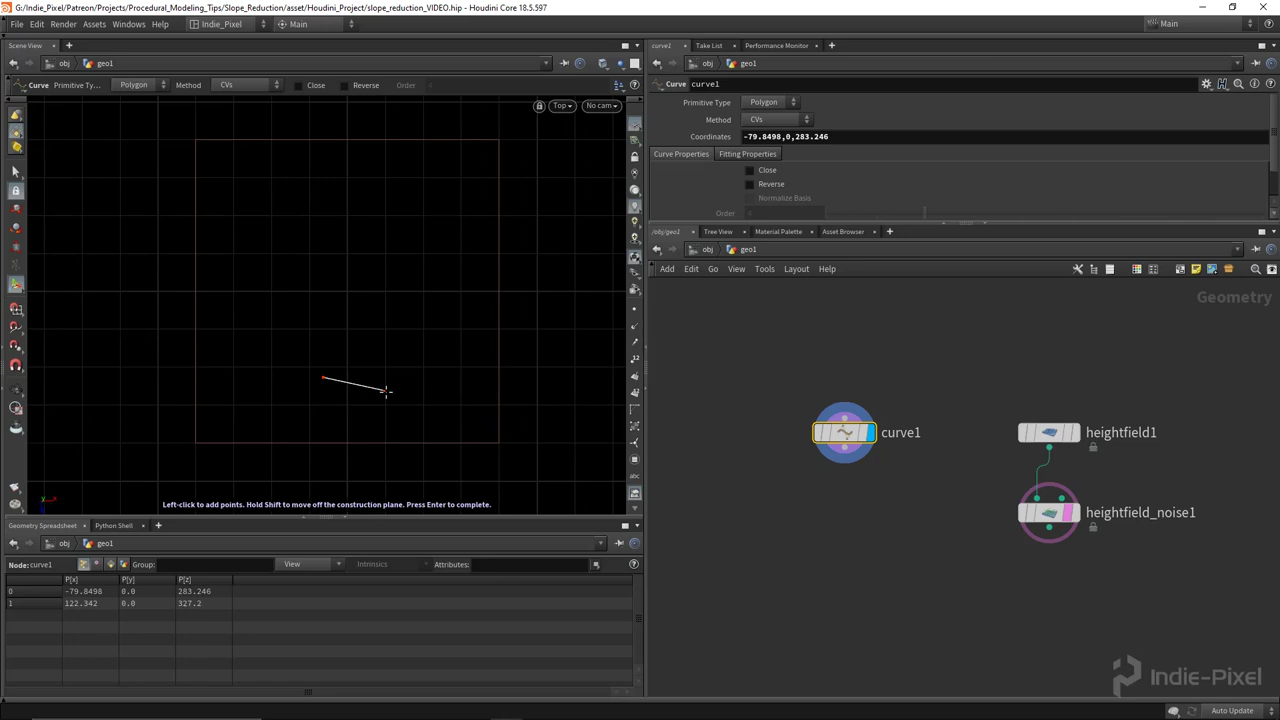 G:/Indie_Pixel/Patreon/Projects/Procedural_Modeling_Tips/Slope_Reduction/asset/Houdini_Project/slope_reduction_VIDEO.hip - Houdini Core 18.5.597
File Edit Render Assets Windows Help Indie_Pixel Main Main
Scene View
obj geo1
Curve Primitive Ty... Polygon Method CVs Close Reverse Order
Top No cam
Left-click to add points. Hold Shift to move off the construction plane. Press Enter to complete.
Geometry Spreadsheet Python Shell
obj geo1
Node: curve1 Group: View Intrinsics Attributes:
P[x] P[y] P[z]
0 -79.8498 0.0 283.246
1 122.342 0.0 327.2
curve1 Take List Performance Monitor
obj geo1
Curve curve1
Primitive Type Polygon
Method CVs
Coordinates -79.8498,0,283.246
Curve Properties Fitting Properties
Close
Reverse
Normalize Basis
Order 4
/obj/geo1 Tree View Material Palette Asset Browser
obj geo1
Add Edit Go View Tools Layout Help
Geometry
curve1
heightfield1
heightfield_noise1
Indie-Pixel
Auto Update